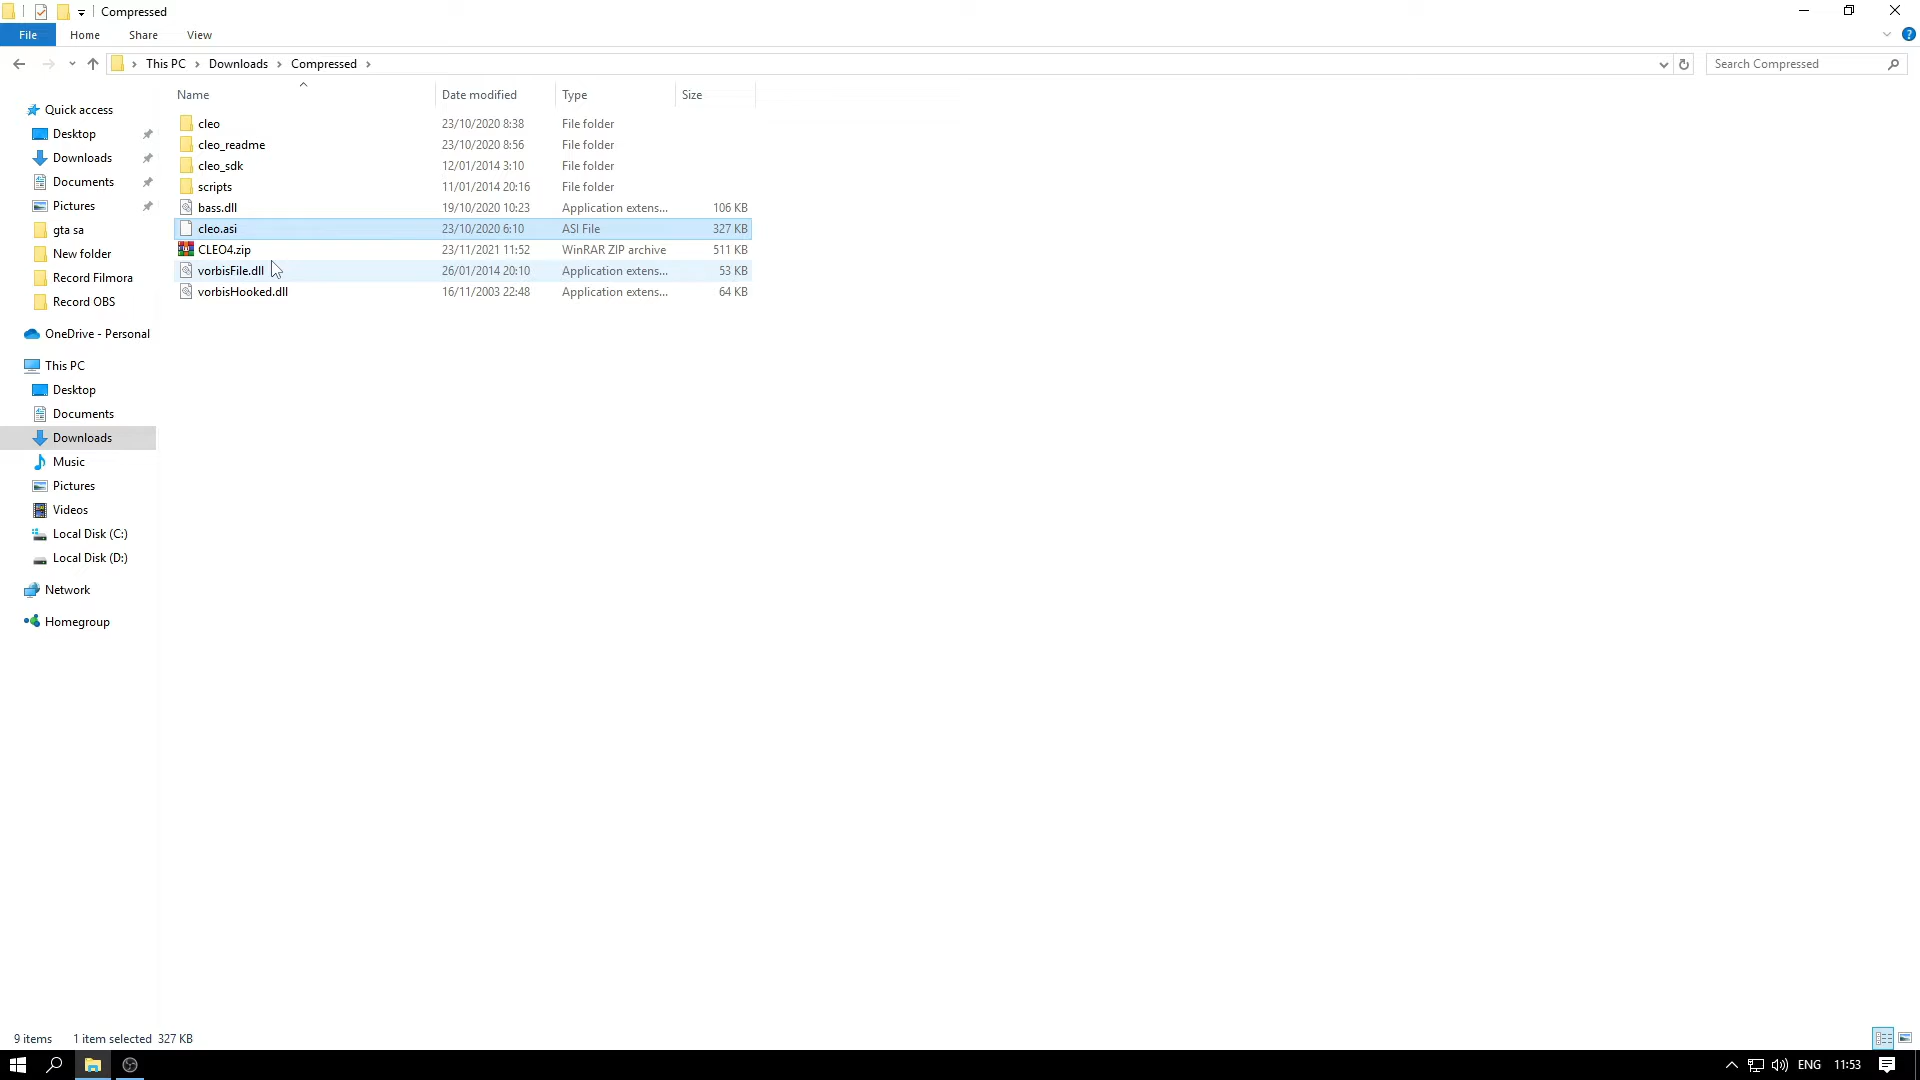 Compressed
File Home Share View
This PC Downloads Compressed Search Compressed
Name Date modified Type Size
Quick access
Desktop
Downloads
Documents
Pictures
gta sa
New folder
Record Filmora
Record OBS
OneDrive - Personal
This PC
Desktop
Documents
Downloads
Music
Pictures
Videos
Local Disk (C:)
Local Disk (D:)
Network
Homegroup
cleo 23/10/2020 8:38 File folder
cleo_readme 23/10/2020 8:56 File folder
cleo_sdk 12/01/2014 3:10 File folder
scripts 11/01/2014 20:16 File folder
bass.dll 19/10/2020 10:23 Application extens... 106 KB
cleo.asi 23/10/2020 6:10 ASI File 327 KB
CLEO4.zip 23/11/2021 11:52 WinRAR ZIP archive 511 KB
vorbisFile.dll 26/01/2014 20:10 Application extens... 53 KB
vorbisHooked.dll 16/11/2003 22:48 Application extens... 64 KB
9 items 1 item selected 327 KB
ENG 11:53